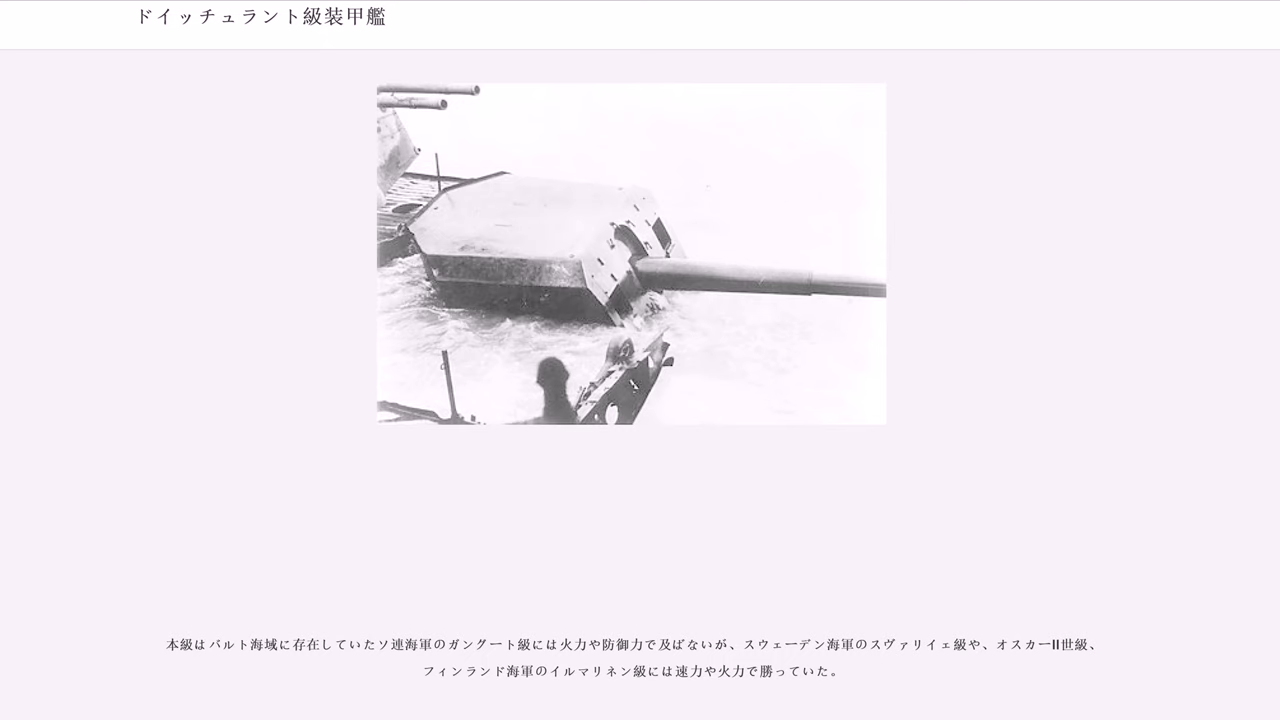 ドイッチュラント級装甲艦
本級はバルト海域に存在していたソ連海軍のガングート級には火力や防御力で及ばないが、スウェーデン海軍のスヴァリイェ級や、オスカーII世級、
フィンランド海軍のイルマリネン級には速力や火力で勝っていた。